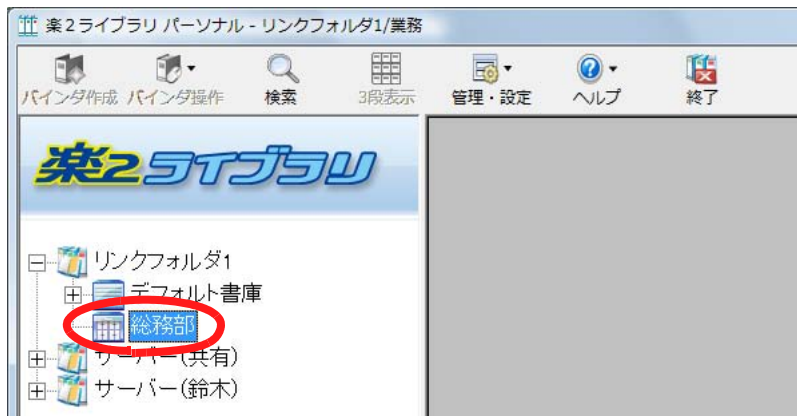 楽2ライブラリ パーソナル - リンクフォルダ1/業務
バインダ作成 バインダ操作 検索 3段表示 管理・設定 ヘルプ 終了
楽2ライブラリ
リンクフォルダ1
デフォルト書庫
総務部
サーバー(共有)
サーバー(鈴木)